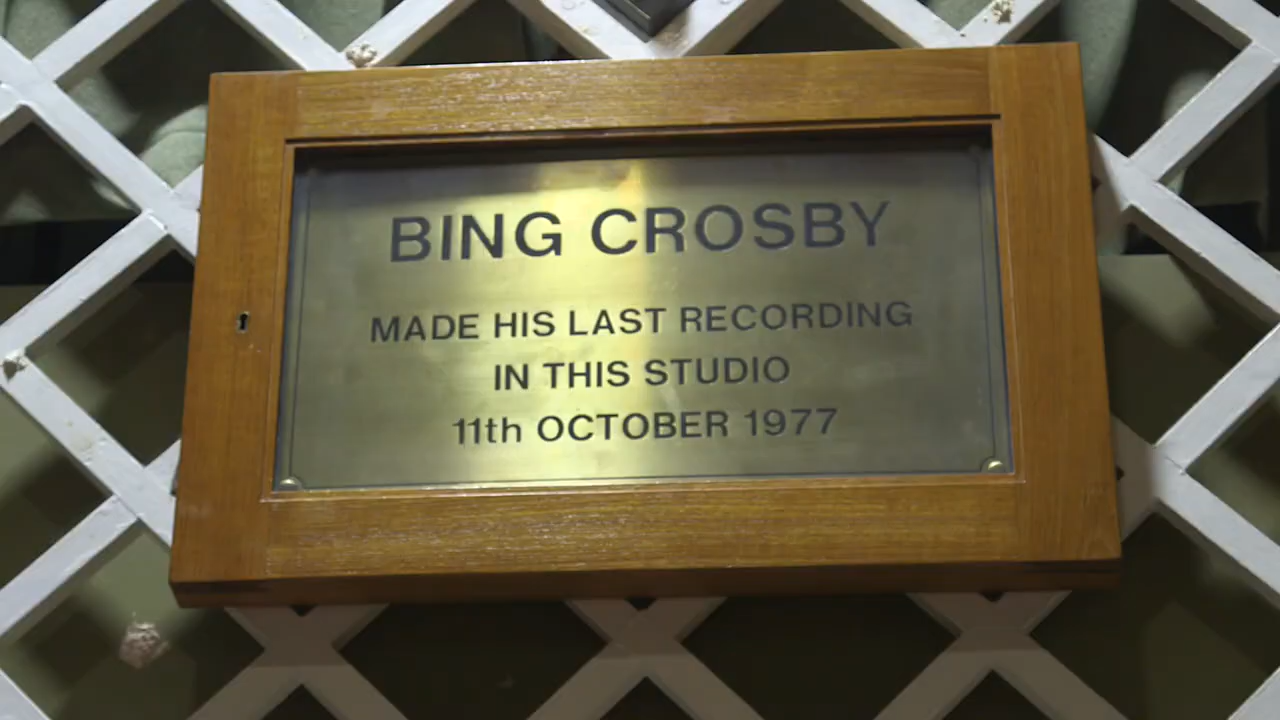 BING CROSBY
MADE HIS LAST RECORDING
IN THIS STUDIO
11th OCTOBER 1977